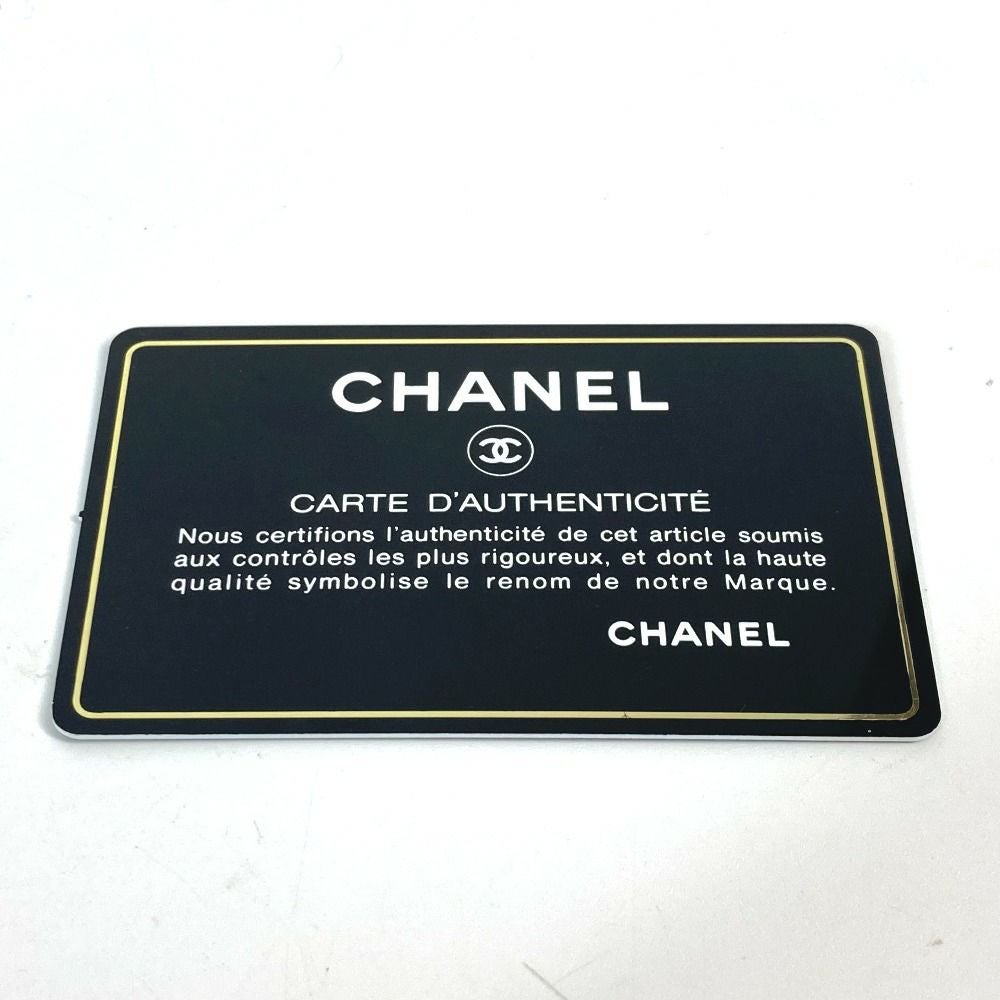 CHANEL
CARTE D'AUTHENTICITÉ
Nous certifions l'authenticité de cet article soumis
aux contrôles les plus rigoureux, et dont la haute
qualité symbolise le renom de notre Marque.
CHANEL